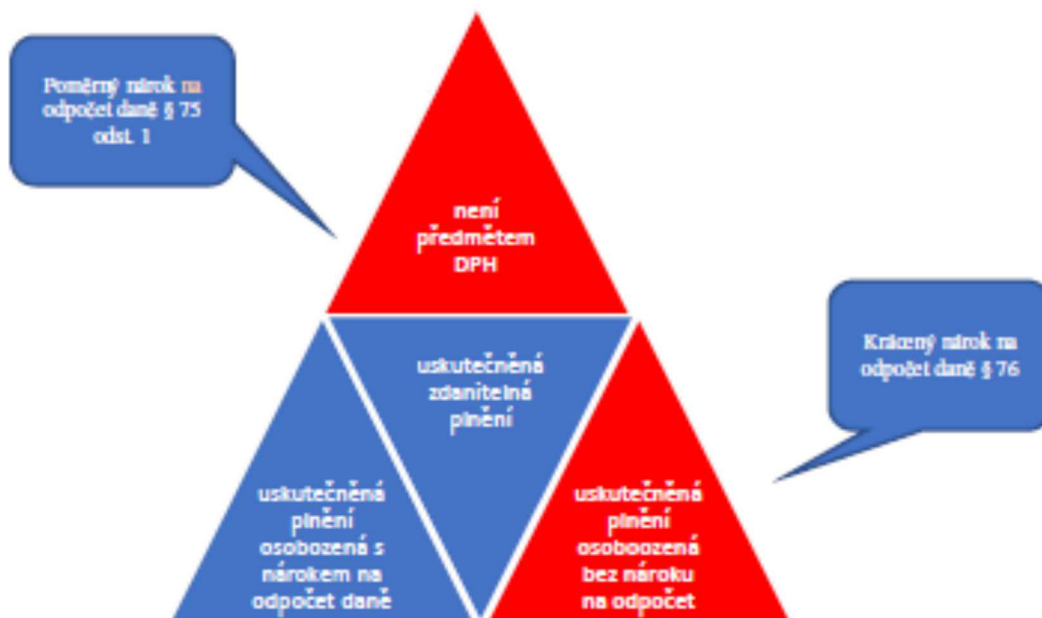 Poměrný nárok na
odpočet daně § 75
odst. 1
není
předmětem
DPH
Krácený nárok na
odpočet daně § 76
uskutečněná
zdanitelná
plnění
uskutečněná
plnění
osobozená s
nárokem na
odpočet daně
uskutečněná
plnění
osoboozená
bez nároku
na odpočet